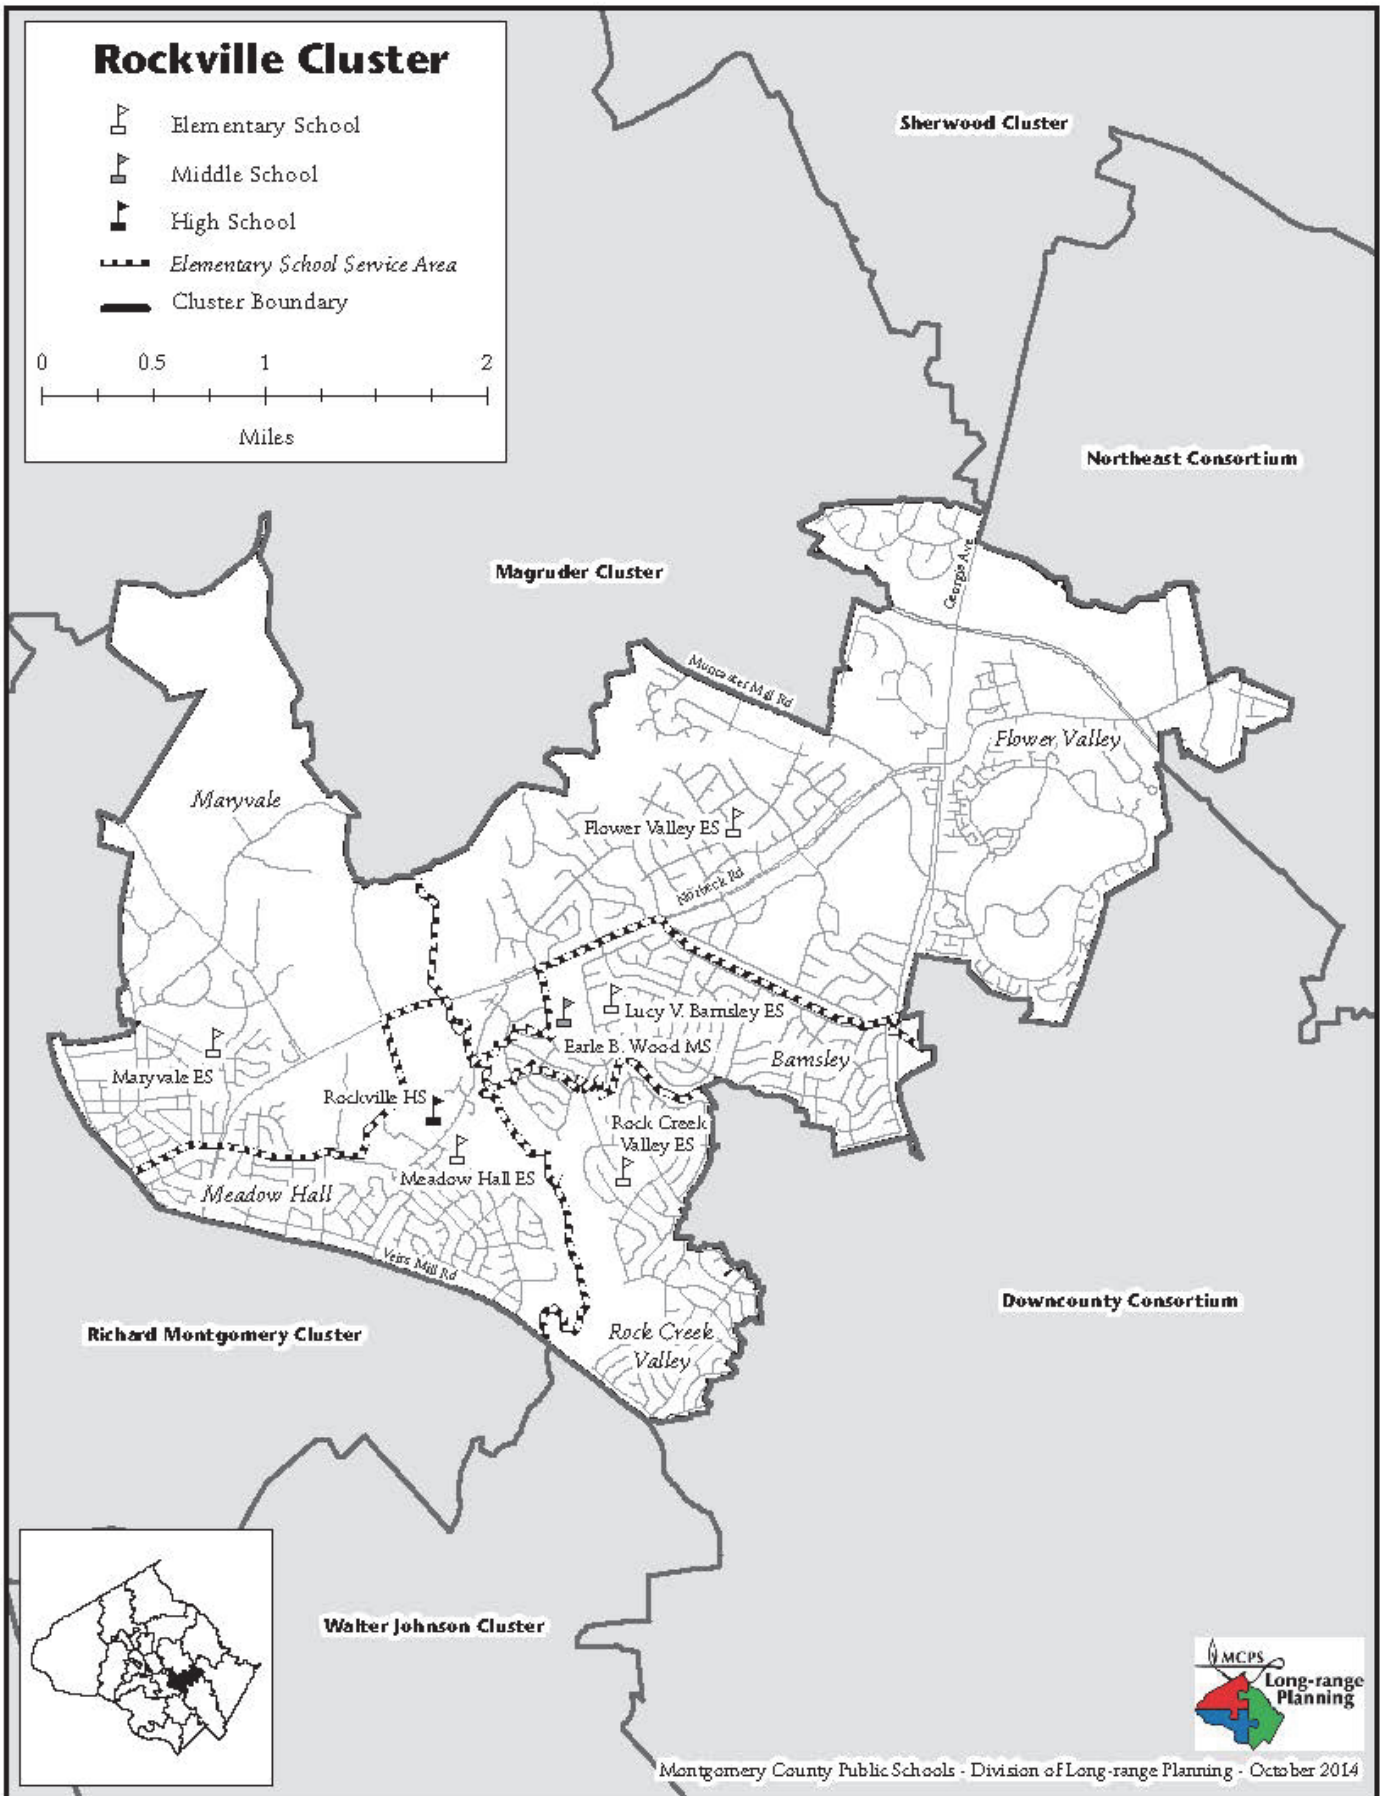 Rockville Cluster
Elementary School
Middle School
High School
Elementary School Service Area
Cluster Boundary
0 0.5 1 2
Miles
Sherwood Cluster
Northeast Consortium
Magruder Cluster
Georgia Ave
Muncaster Mill Rd
Flower Valley
Maryvale
Flower Valley ES
Norbeck Rd
Lucy V. Barnsley ES
Earle B. Wood MS
Barnsley
Maryvale ES
Rockville HS
Rock Creek
Valley ES
Meadow Hall ES
Meadow Hall
Veirs Mill Rd
Downcounty Consortium
Richard Montgomery Cluster
Rock Creek
Valley
Walter Johnson Cluster
MCPS
Long-range
Planning
Montgomery County Public Schools - Division of Long-range Planning - October 2014